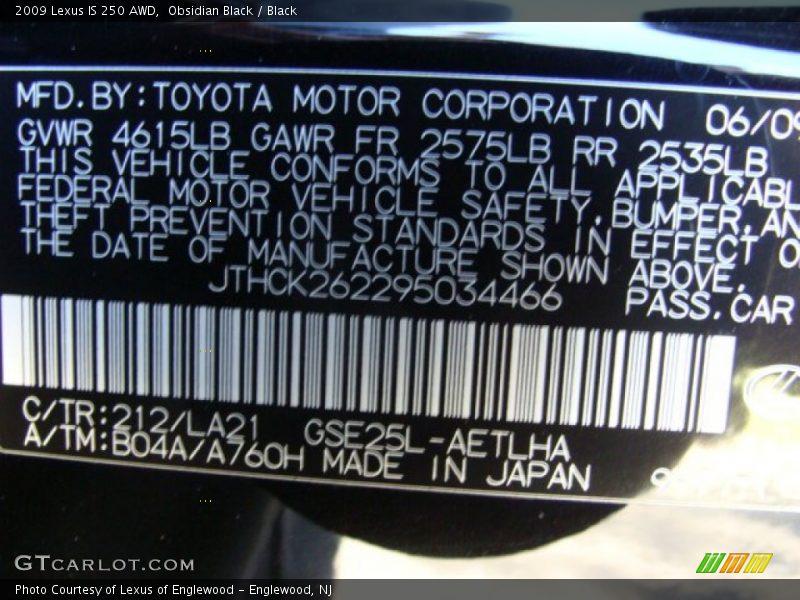 2009 Lexus IS 250 AWD, Obsidian Black / Black
MFD.BY:TOYOTA MOTOR CORPORATION 06/09
GVWR 4615LB GAWR FR 2575LB RR 2535LB
THIS VEHICLE CONFORMS TO ALL APPLICABL
FEDERAL MOTOR VEHICLE SAFETY,BUMPER,AN
THEFT PREVENTION STANDARDS IN EFFECT O
THE DATE OF MANUFACTURE SHOWN ABOVE.
JTHCK262295034466 PASS.CAR
C/TR:212/LA21 GSE25L-AETLHA
A/TM:B04A/A760H MADE IN JAPAN
GTcarlot.com
Photo Courtesy of Lexus of Englewood - Englewood, NJ